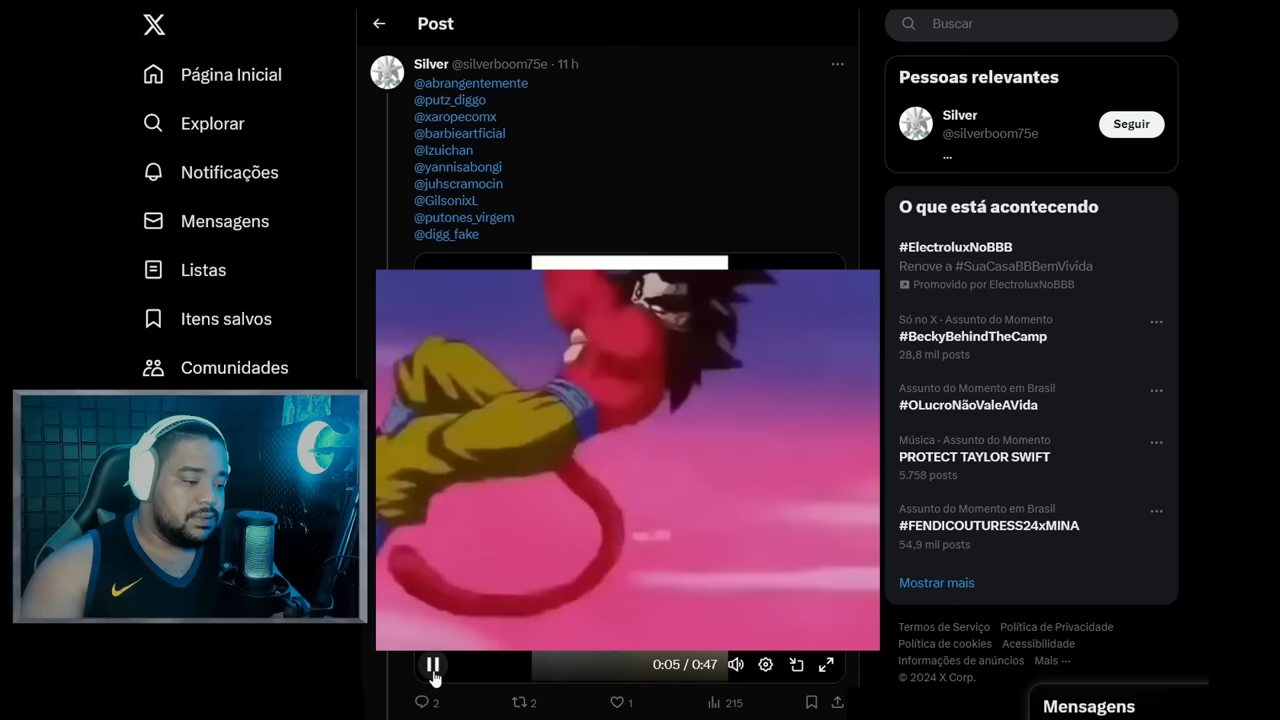 Página Inicial
Explorar
Notificações
Mensagens
Listas
Itens salvos
Comunidades
Post
Silver @silverboom75e · 11 h
@abrangentemente
@putz_diggo
@xaropecomx
@barbieartficial
@Izuichan
@yannisabongi
@juhscramocin
@GilsonixL
@putones_virgem
@digg_fake
0:05 / 0:47
2
2
1
215
Buscar
Pessoas relevantes
Silver
@silverboom75e
...
Seguir
O que está acontecendo
#ElectroluxNoBBB
Renove a #SuaCasaBBBemVivida
Promovido por ElectroluxNoBBB
Só no X · Assunto do Momento
#BeckyBehindTheCamp
28,8 mil posts
Assunto do Momento em Brasil
#OLucroNãoValeAVida
Música · Assunto do Momento
PROTECT TAYLOR SWIFT
5.758 posts
Assunto do Momento em Brasil
#FENDICOUTURESS24xMINA
54,9 mil posts
Mostrar mais
Termos de Serviço Política de Privacidade
Política de cookies Acessibilidade
Informações de anúncios Mais ...
© 2024 X Corp.
Mensagens